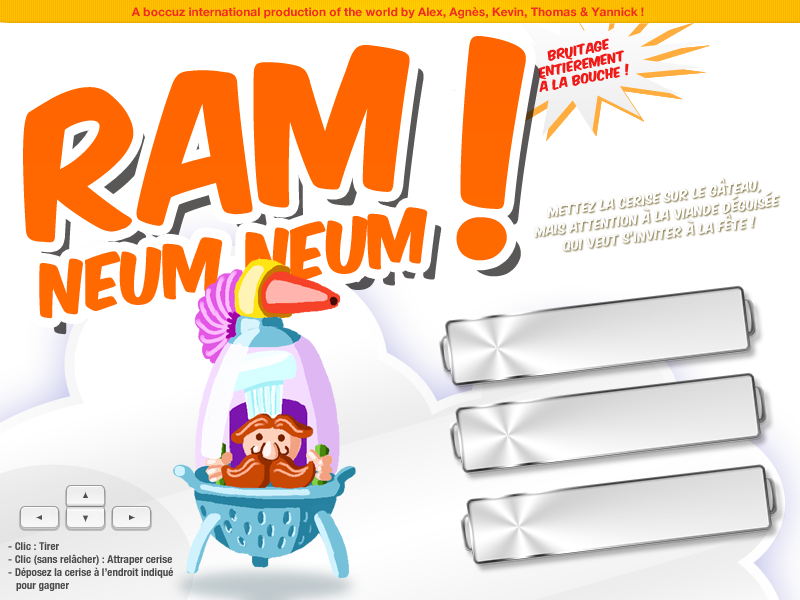 A boccuz international production of the world by Alex, Agnès, Kevin, Thomas & Yannick !
RAM !
NEUM NEUM
BRUITAGE
ENTIÈREMENT
À LA BOUCHE !
METTEZ LA CERISE SUR LE GÂTEAU,
MAIS ATTENTION À LA VIANDE DÉGUISÉE
QUI VEUT S'INVITER À LA FÊTE !
- Clic : Tirer
- Clic (sans relâcher) : Attraper cerise
- Déposez la cerise à l'endroit indiqué
pour gagner